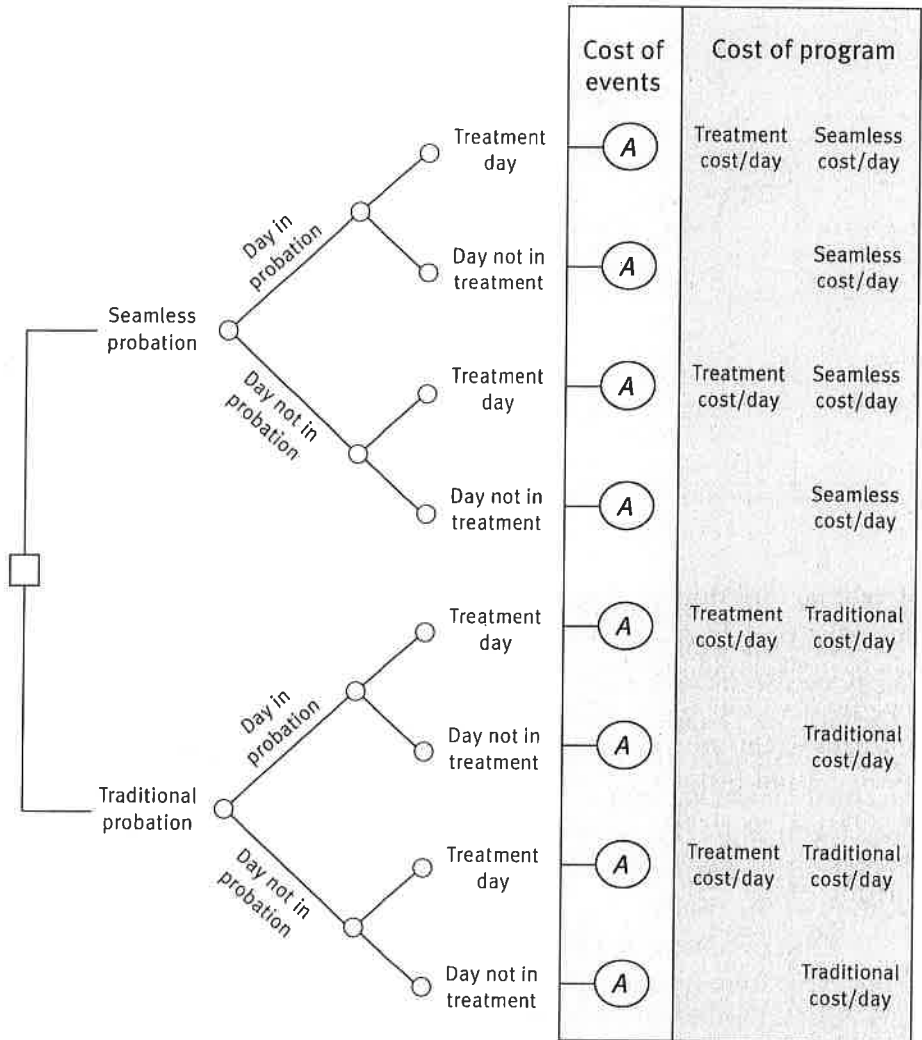 Cost of
events
Cost of program
Treatment
day
A
Treatment
cost/day
Seamless
cost/day
Day in
probation
Day not in
treatment
A
Seamless
cost/day
Seamless
probation
Day not in
probation
Treatment
day
A
Treatment
cost/day
Seamless
cost/day
Day not in
treatment
A
Seamless
cost/day
Treatment
day
A
Treatment
cost/day
Traditional
cost/day
Day in
probation
Day not in
treatment
A
Traditional
cost/day
Traditional
probation
Day not in
probation
Treatment
day
A
Treatment
cost/day
Traditional
cost/day
Day not in
treatment
A
Traditional
cost/day